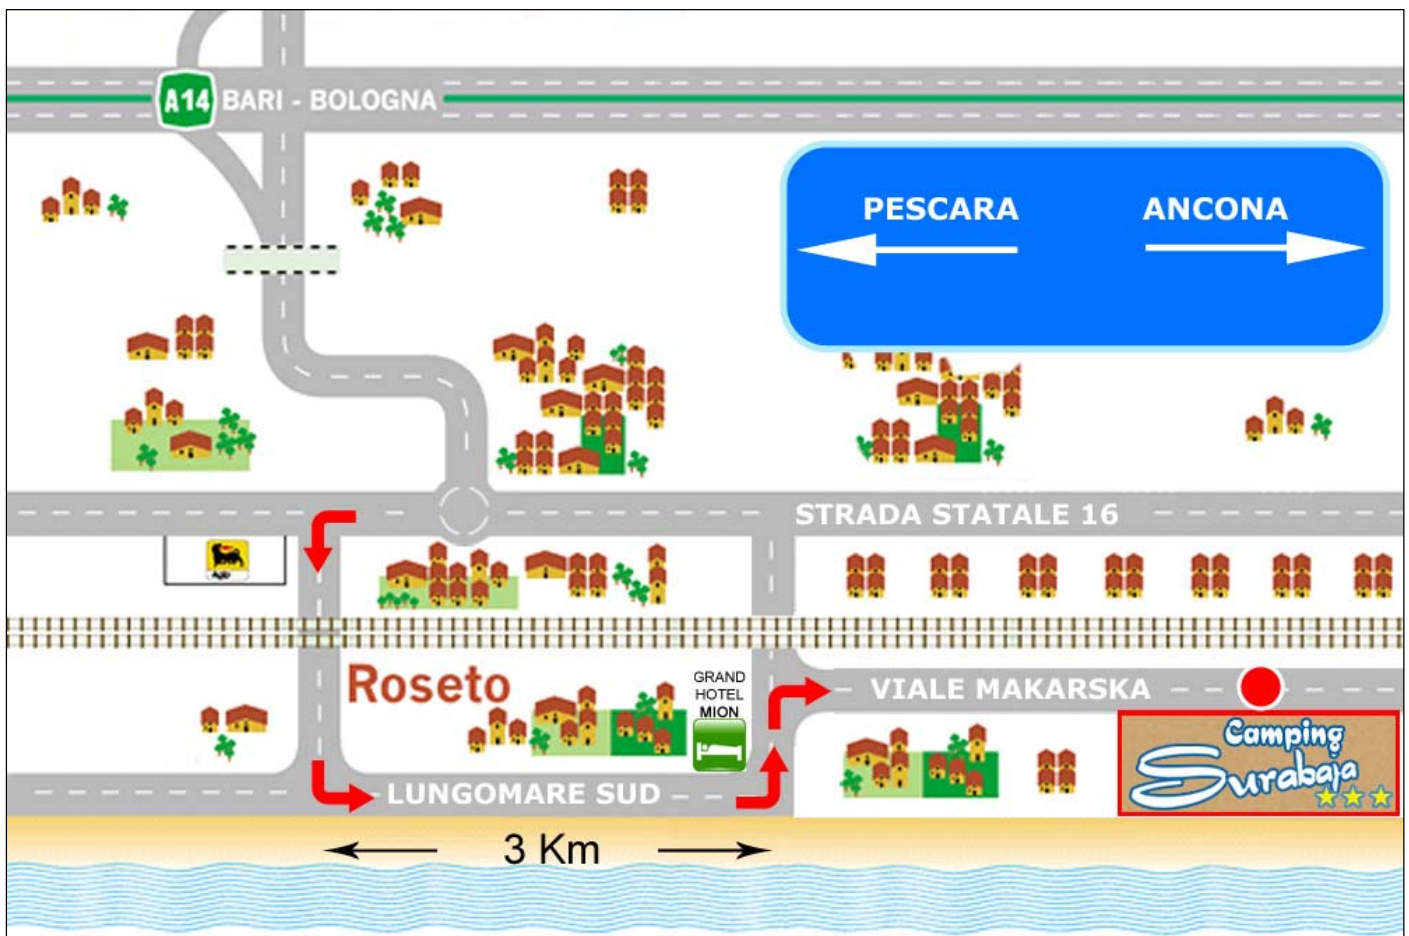 A14 BARI - BOLOGNA
PESCARA ANCONA
STRADA STATALE 16
Agip
Roseto
GRAND
HOTEL
MION
VIALE MAKARSKA
Camping
Surabaja
LUNGOMARE SUD
3 Km